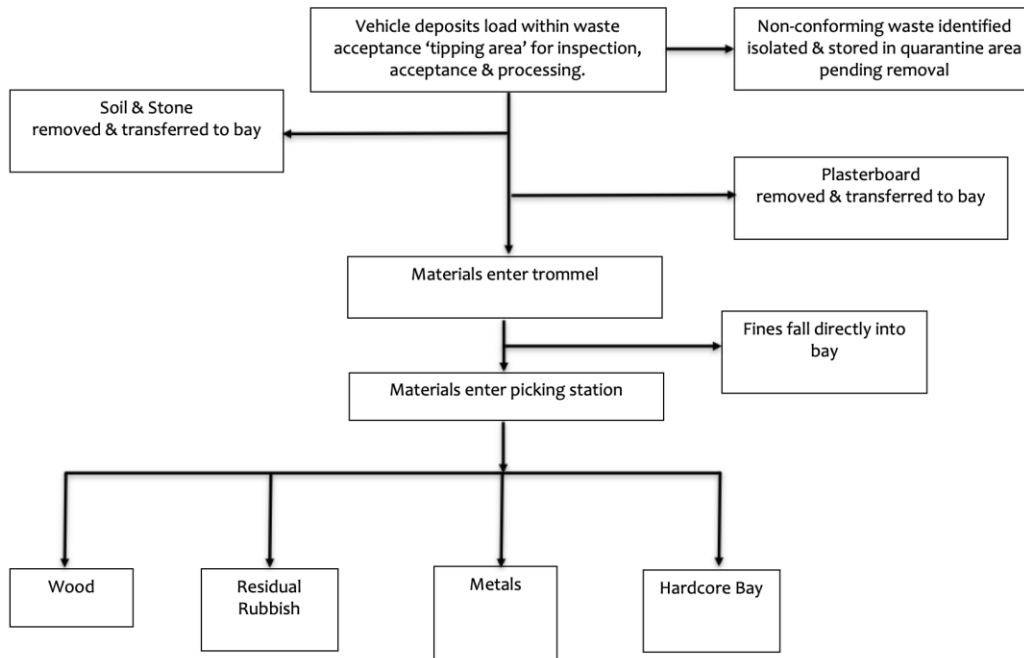 Vehicle deposits load within waste
acceptance ‘tipping area’ for inspection,
acceptance & processing.
Non-conforming waste identified
isolated & stored in quarantine area
pending removal
Soil & Stone
removed & transferred to bay
Plasterboard
removed & transferred to bay
Materials enter trommel
Fines fall directly into
bay
Materials enter picking station
Wood
Residual
Rubbish
Metals
Hardcore Bay